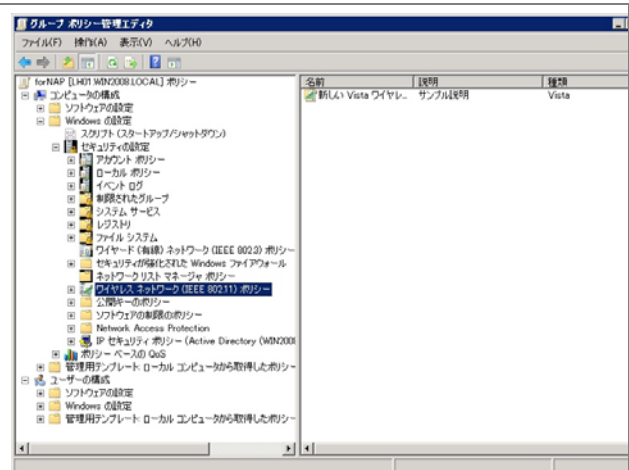 グループ ポリシー管理エディタ
ファイル(F) 操作(A) 表示(V) ヘルプ(H)
forNAP [LH01.WIN2008.LOCAL] ポリシー
コンピュータの構成
ソフトウェアの設定
Windows の設定
スクリプト (スタートアップ/シャットダウン)
セキュリティの設定
アカウント ポリシー
ローカル ポリシー
イベント ログ
制限されたグループ
システム サービス
レジストリ
ファイル システム
ワイヤード (有線) ネットワーク (IEEE 802.3) ポリシー
セキュリティが強化された Windows ファイアウォール
ネットワーク リスト マネージャ ポリシー
ワイヤレス ネットワーク (IEEE 802.11) ポリシー
公開キーのポリシー
ソフトウェアの制限のポリシー
Network Access Protection
IP セキュリティ ポリシー (Active Directory (WIN200
ポリシー ベースの QoS
管理用テンプレート: ローカル コンピュータから取得したポリシー
ユーザーの構成
ソフトウェアの設定
Windows の設定
管理用テンプレート: ローカル コンピュータから取得したポリシー
名前 説明 種類
新しい Vista ワイヤレ... サンプル説明 Vista